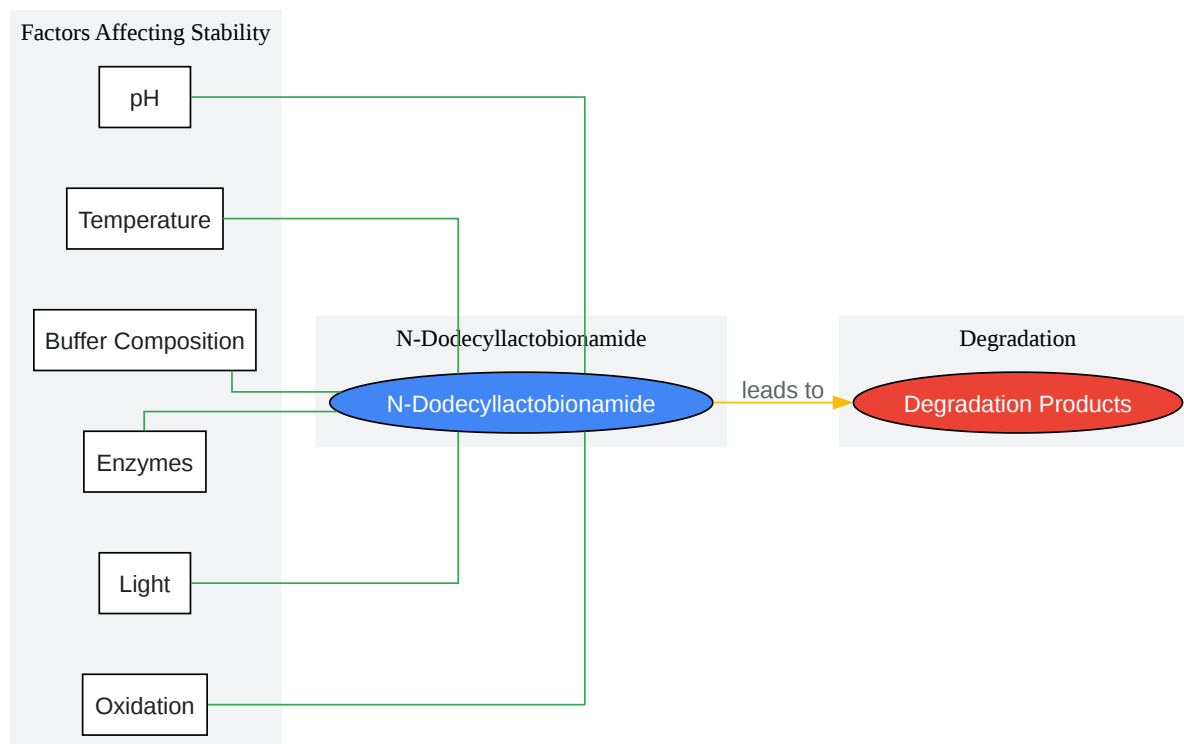 Factors Affecting Stability
pH
Temperature
Buffer Composition
Enzymes
Light
Oxidation
N-Dodecyllactobionamide
N-Dodecyllactobionamide
leads to
Degradation
Degradation Products